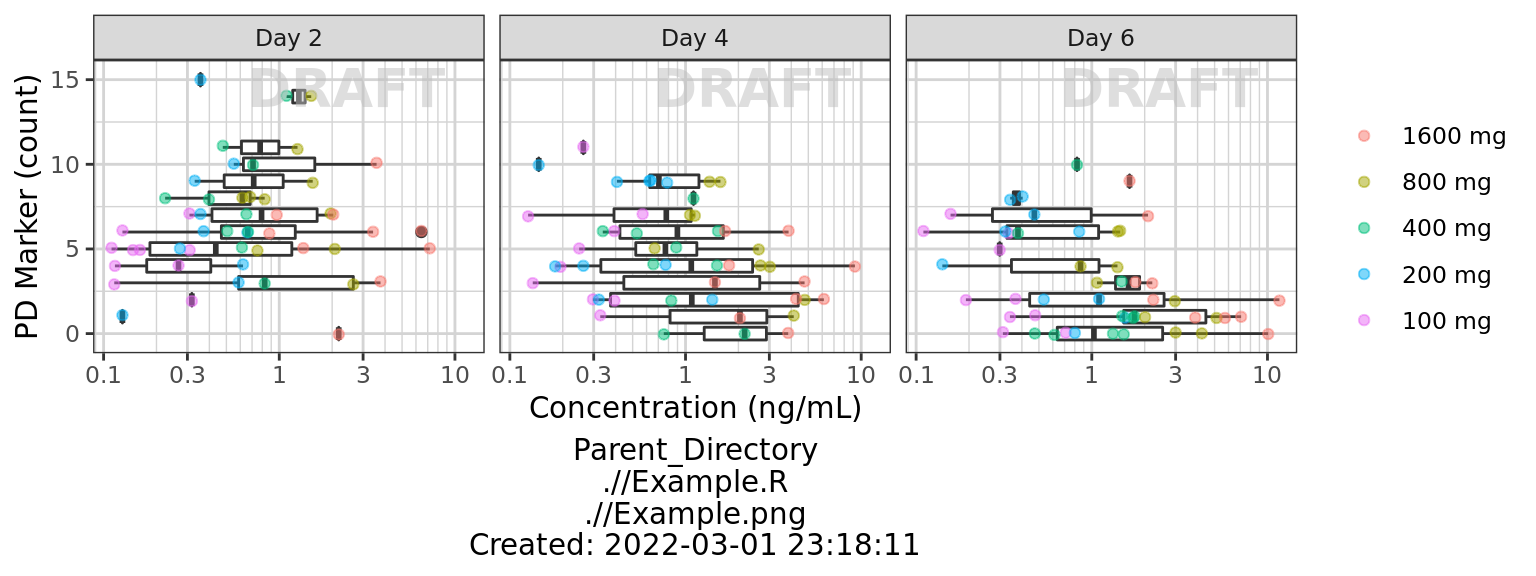 Day 2 Day 4 Day 6
DRAFT DRAFT DRAFT
PD Marker (count)
15
10
5
0
0.1 0.3 1 3 10 0.1 0.3 1 3 10 0.1 0.3 1 3 10
Concentration (ng/mL)
1600 mg
800 mg
400 mg
200 mg
100 mg
Parent_Directory
.//Example.R
.//Example.png
Created: 2022-03-01 23:18:11